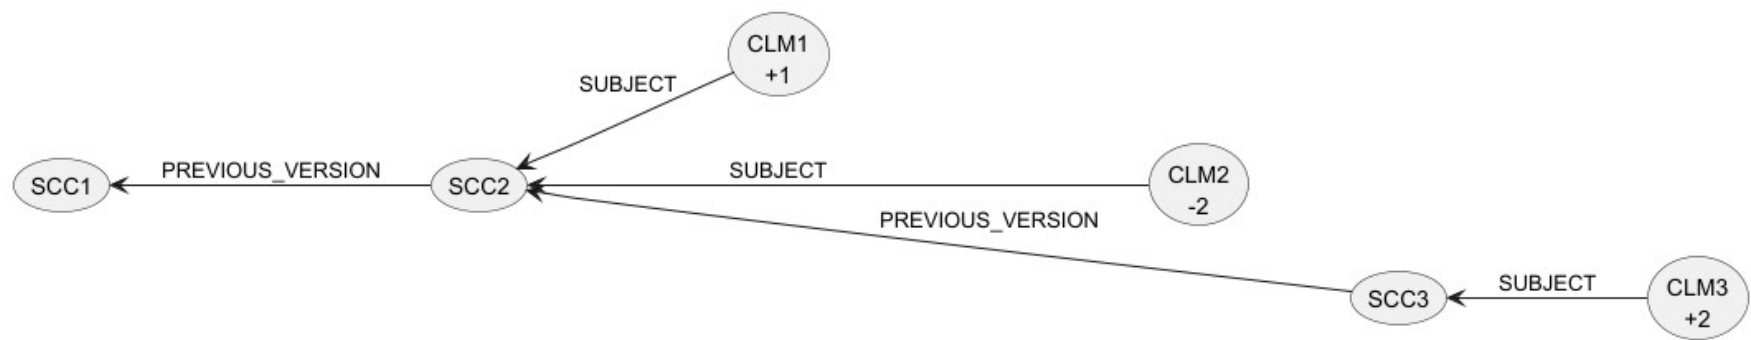 CLM1
+1
SUBJECT
SCC1
PREVIOUS_VERSION
SCC2
SUBJECT
CLM2
-2
PREVIOUS_VERSION
SCC3
SUBJECT
CLM3
+2